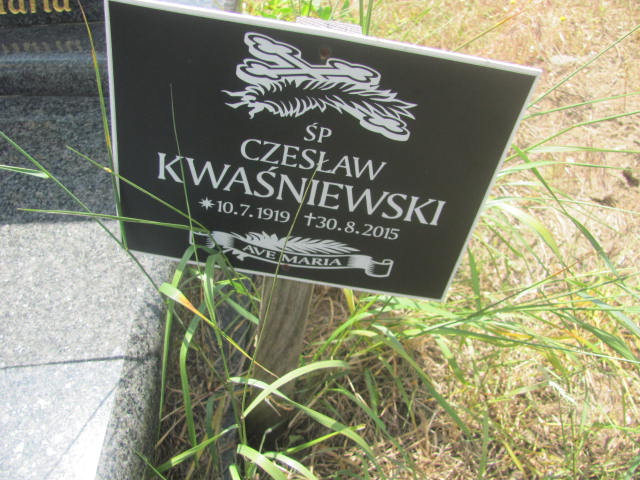 ŚP
CZESŁAW
KWAŚNIEWSKI
*10.7.1919 †30.8.2015
AVE MARIA